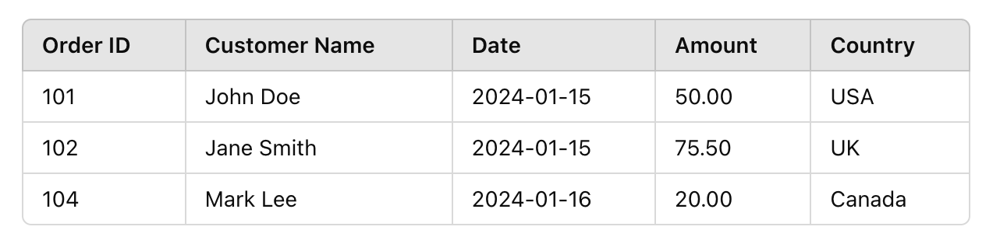 Order ID Customer Name Date Amount Country
101 John Doe 2024-01-15 50.00 USA
102 Jane Smith 2024-01-15 75.50 UK
104 Mark Lee 2024-01-16 20.00 Canada